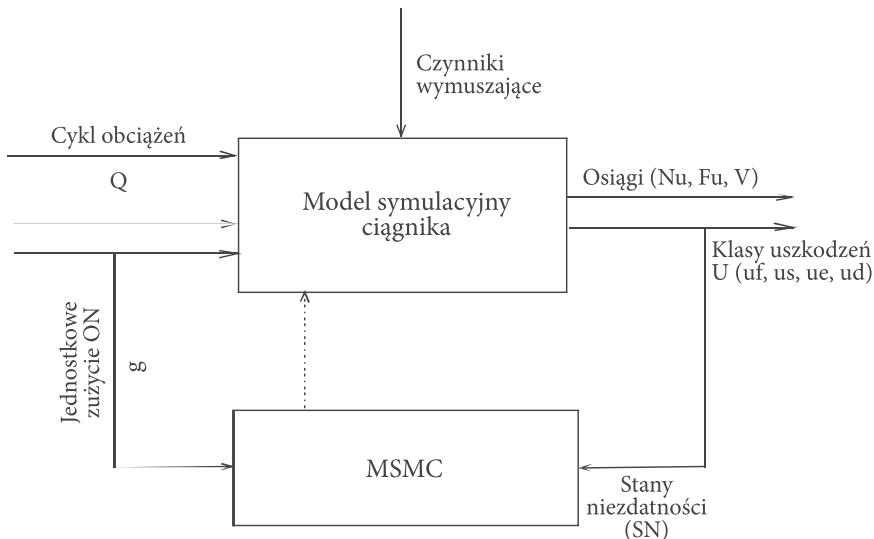 Czynniki
wymuszające
Cykl obciążeń
Q
Model symulacyjny
ciągnika
Osiągi (Nu, Fu, V)
Klasy uszkodzeń
U (uf, us, ue, ud)
Jednostkowe
zużycie ON
g
MSMC
Stany
niezdatności
(SN)